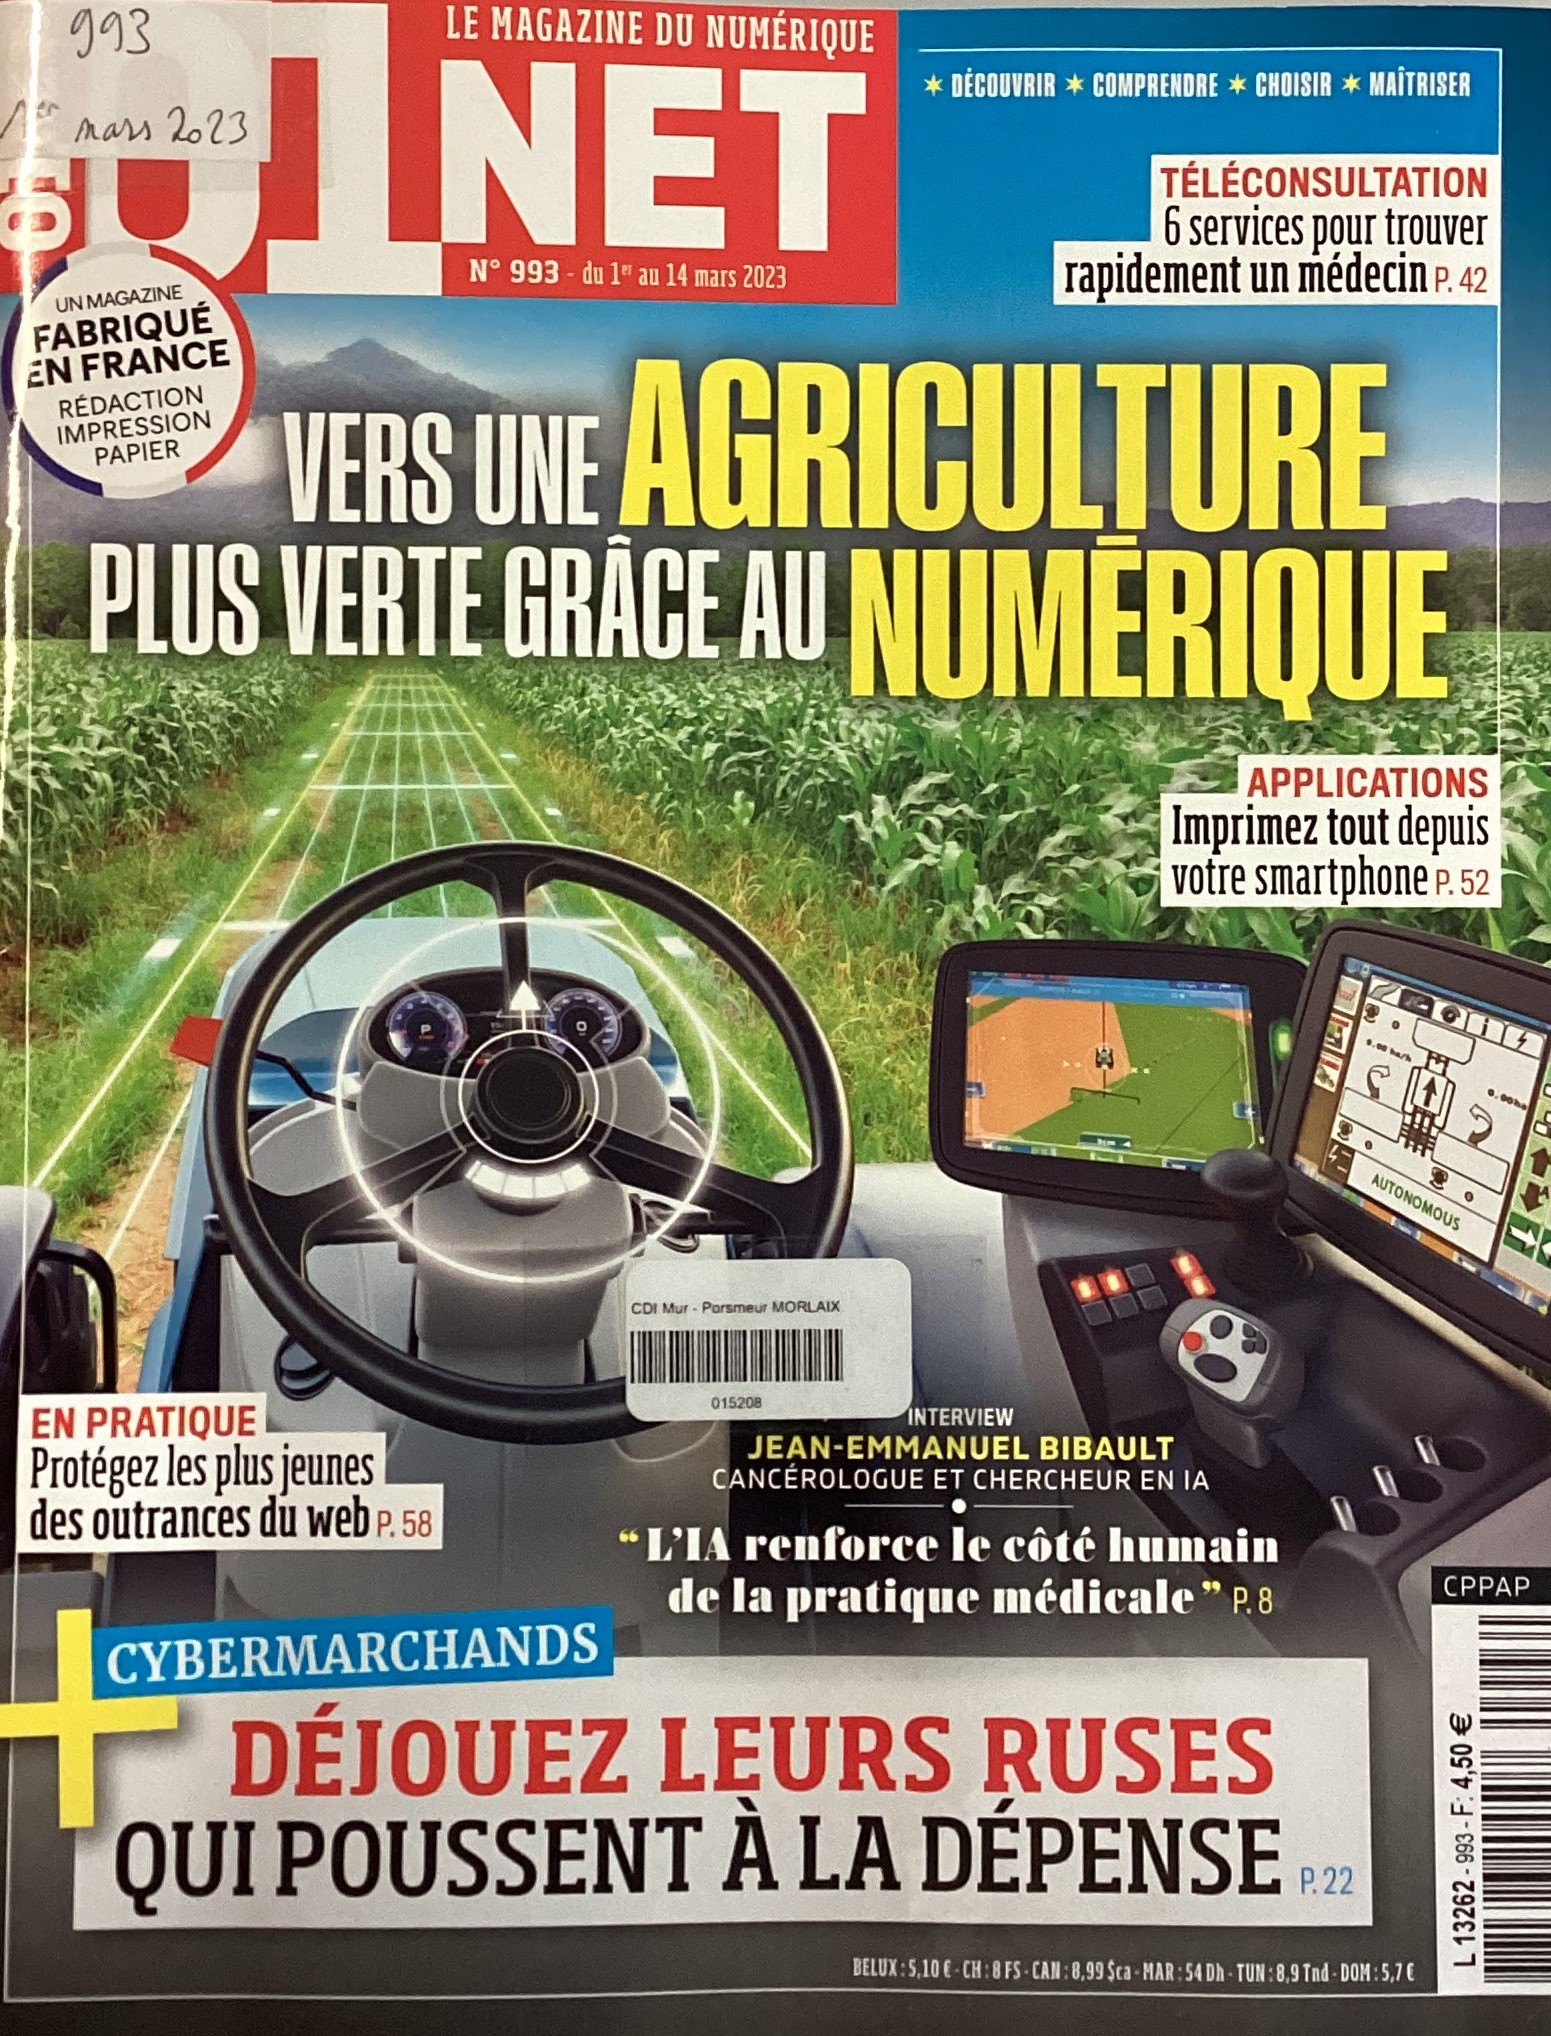 993
1er mars 2023
LE MAGAZINE DU NUMÉRIQUE
01NET
N° 993 - du 1er au 14 mars 2023
★ DÉCOUVRIR ★ COMPRENDRE ★ CHOISIR ★ MAÎTRISER
TÉLÉCONSULTATION
6 services pour trouver
rapidement un médecin P. 42
UN MAGAZINE
FABRIQUÉ
EN FRANCE
RÉDACTION
IMPRESSION
PAPIER
VERS UNE AGRICULTURE
PLUS VERTE GRÂCE AU NUMÉRIQUE
APPLICATIONS
Imprimez tout depuis
votre smartphone P. 52
P
0
AUTONOMOUS
CDI Mur - Porsmeur MORLAIX
015208
EN PRATIQUE
Protégez les plus jeunes
des outrances du web P. 58
INTERVIEW
JEAN-EMMANUEL BIBAULT
CANCÉROLOGUE ET CHERCHEUR EN IA
“L’IA renforce le côté humain
de la pratique médicale” P. 8
CPPAP
CYBERMARCHANDS
DÉJOUEZ LEURS RUSES
QUI POUSSENT À LA DÉPENSE P. 22
L 13262 - 993 - F: 4,50 €
BELUX : 5,10 € - CH : 8 FS - CAN : 8,99 $ca - MAR : 54 Dh - TUN : 8,9 Tnd - DOM : 5,7 €